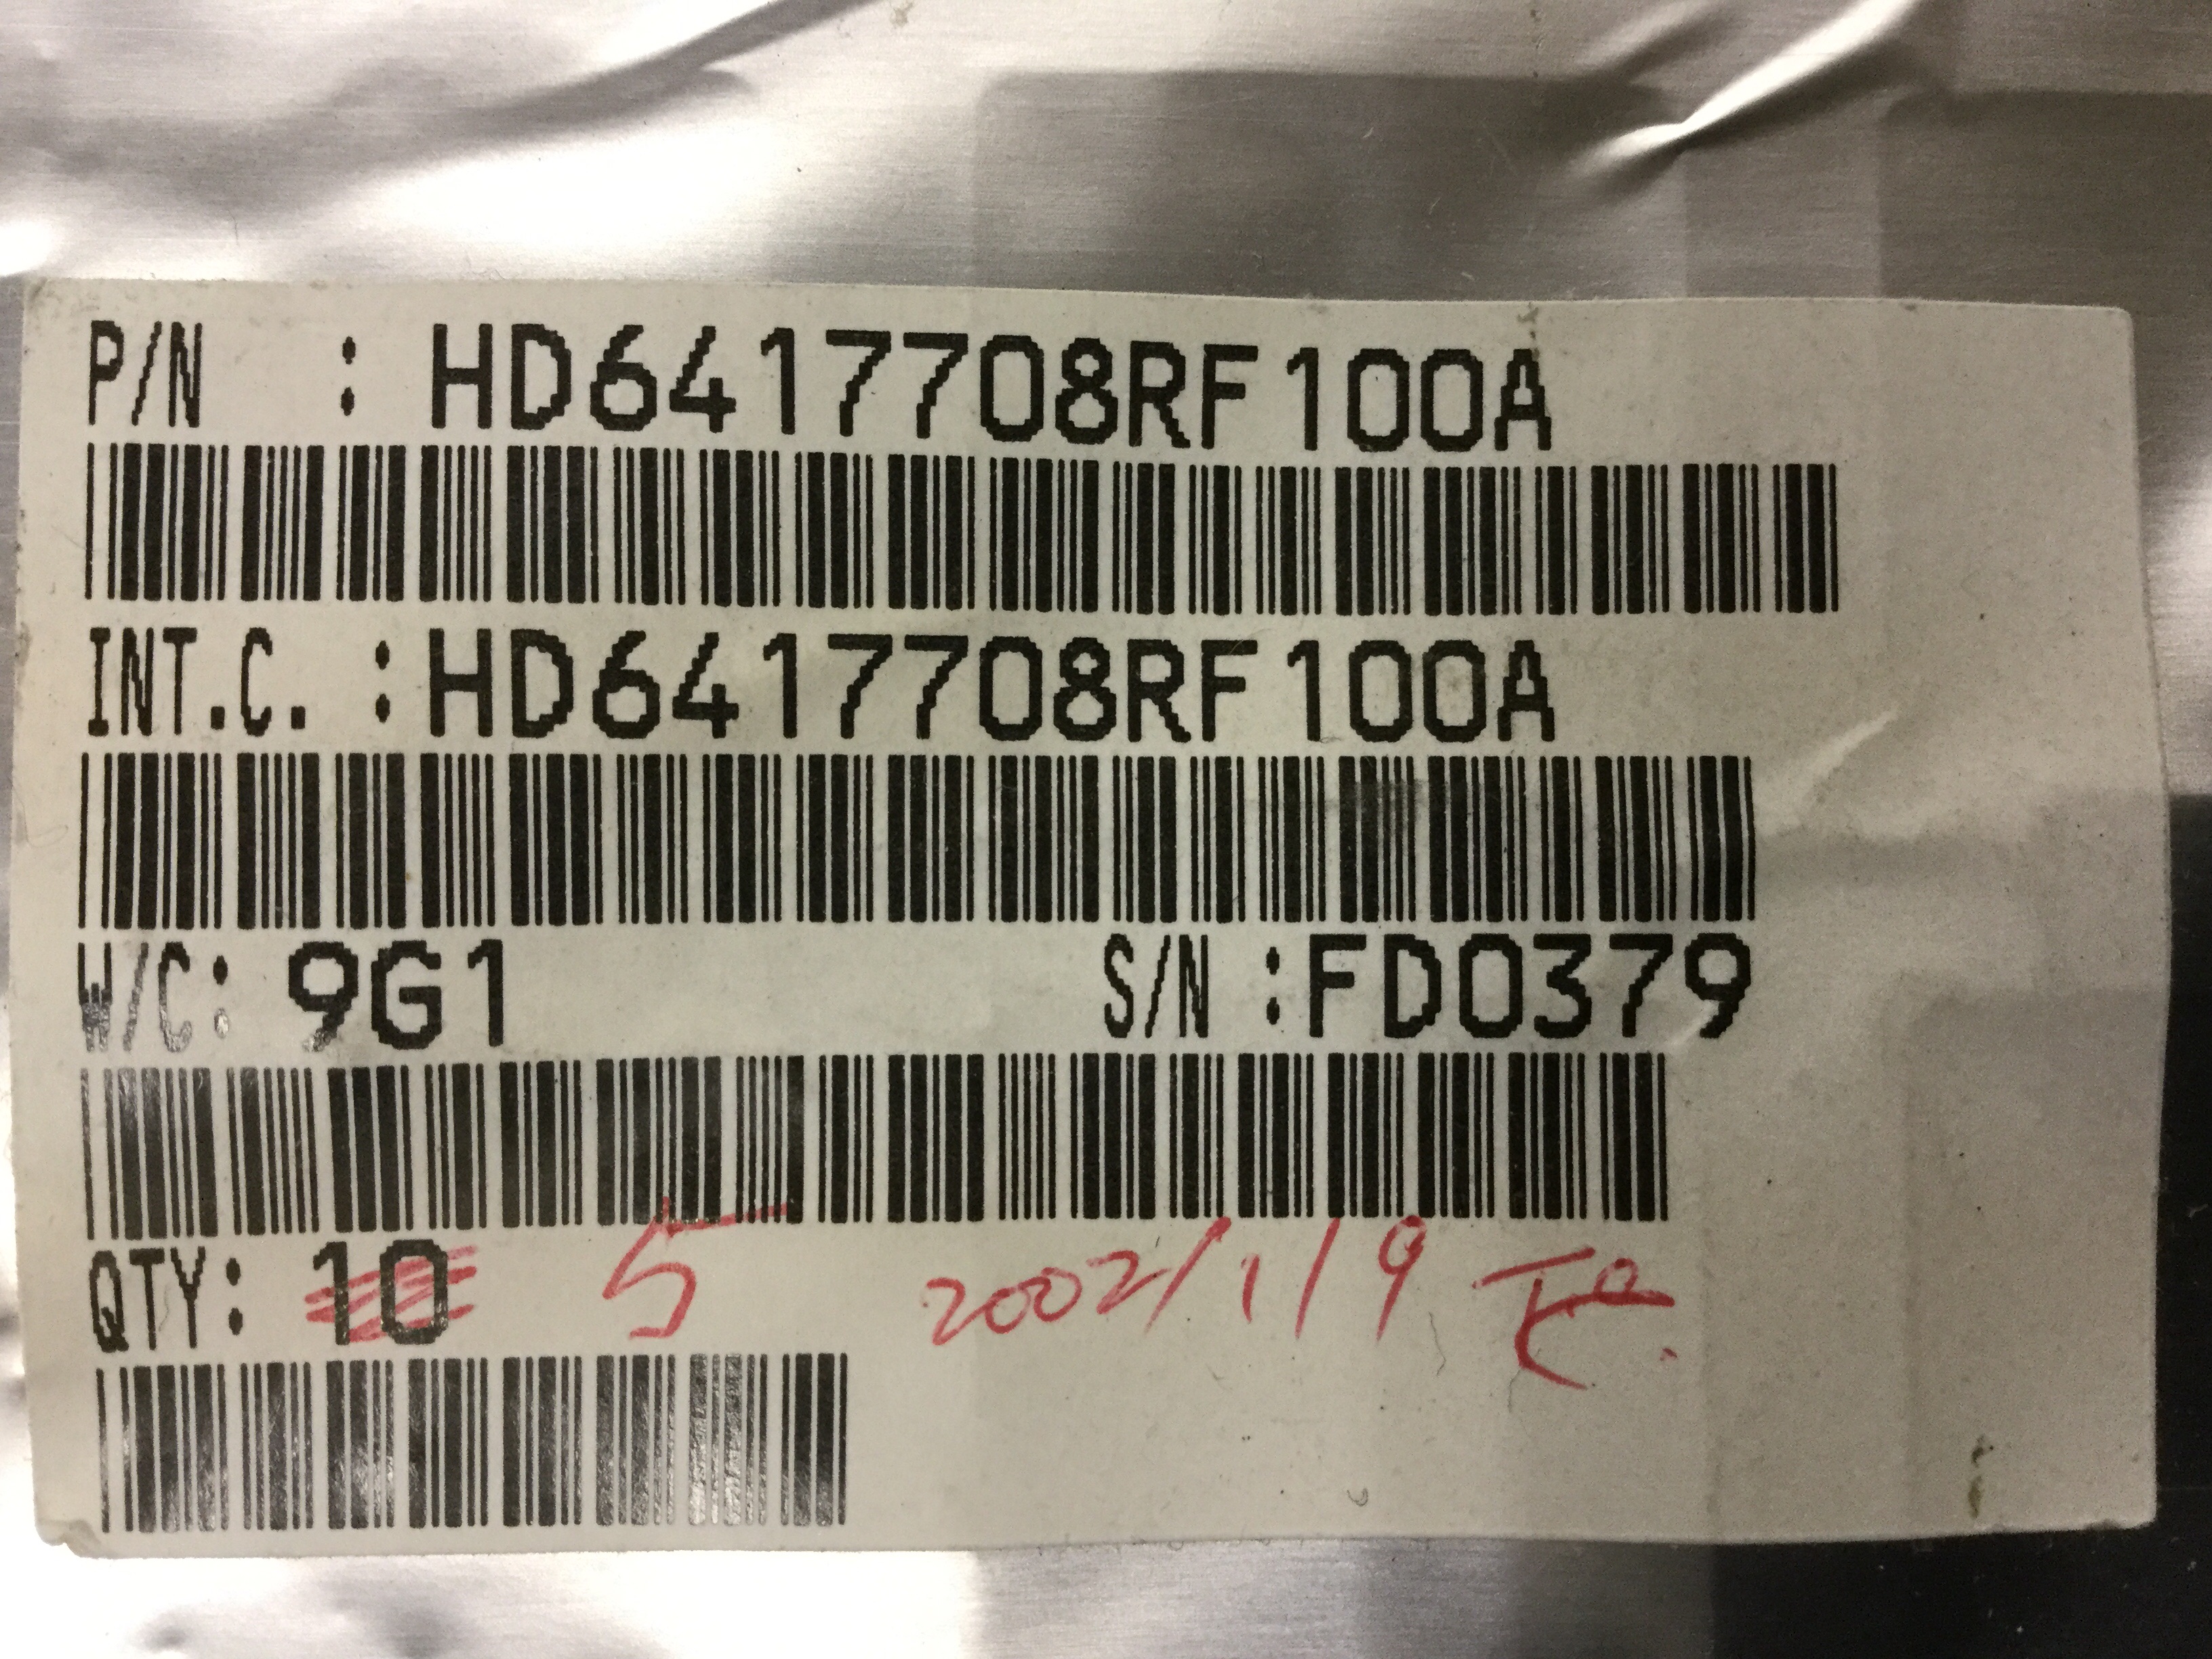 P/N : HD6417708RF100A
INT.C. :HD6417708RF100A
W/C: 9G1 S/N :FD0379
QTY: 10 5 2002/1/9